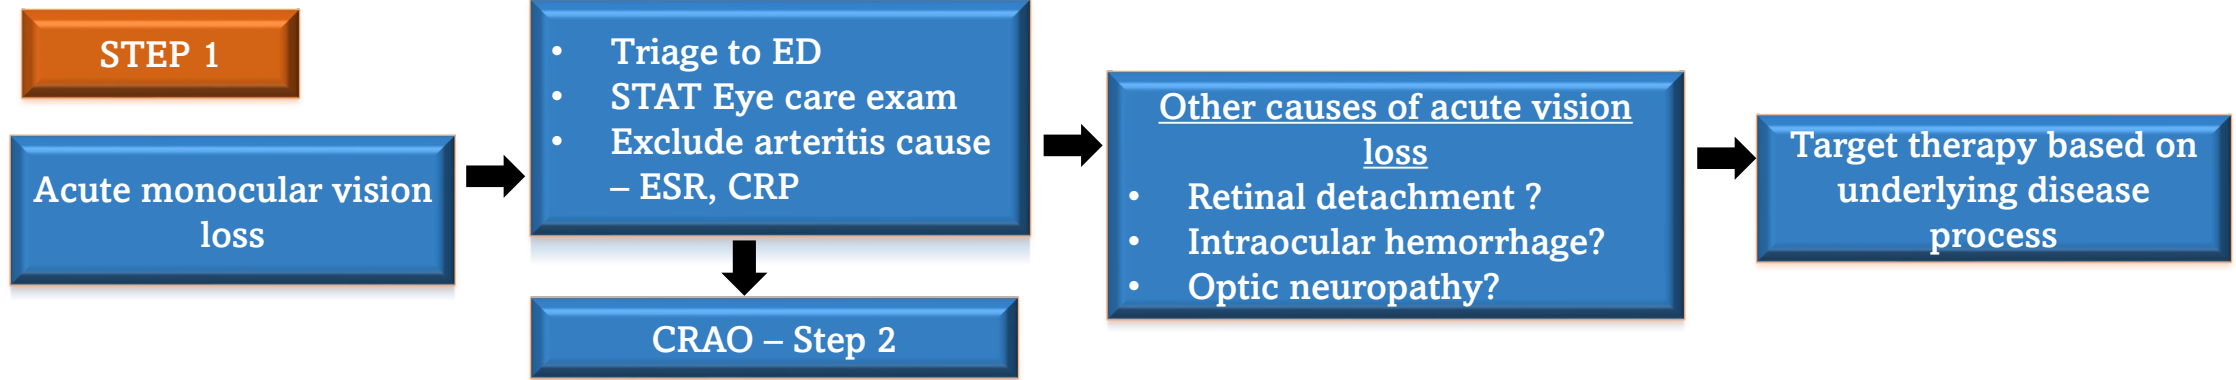 STEP 1
Acute monocular vision
loss
• Triage to ED
• STAT Eye care exam
• Exclude arteritis cause
– ESR, CRP
CRAO – Step 2
Other causes of acute vision
loss
• Retinal detachment ?
• Intraocular hemorrhage?
• Optic neuropathy?
Target therapy based on
underlying disease
process